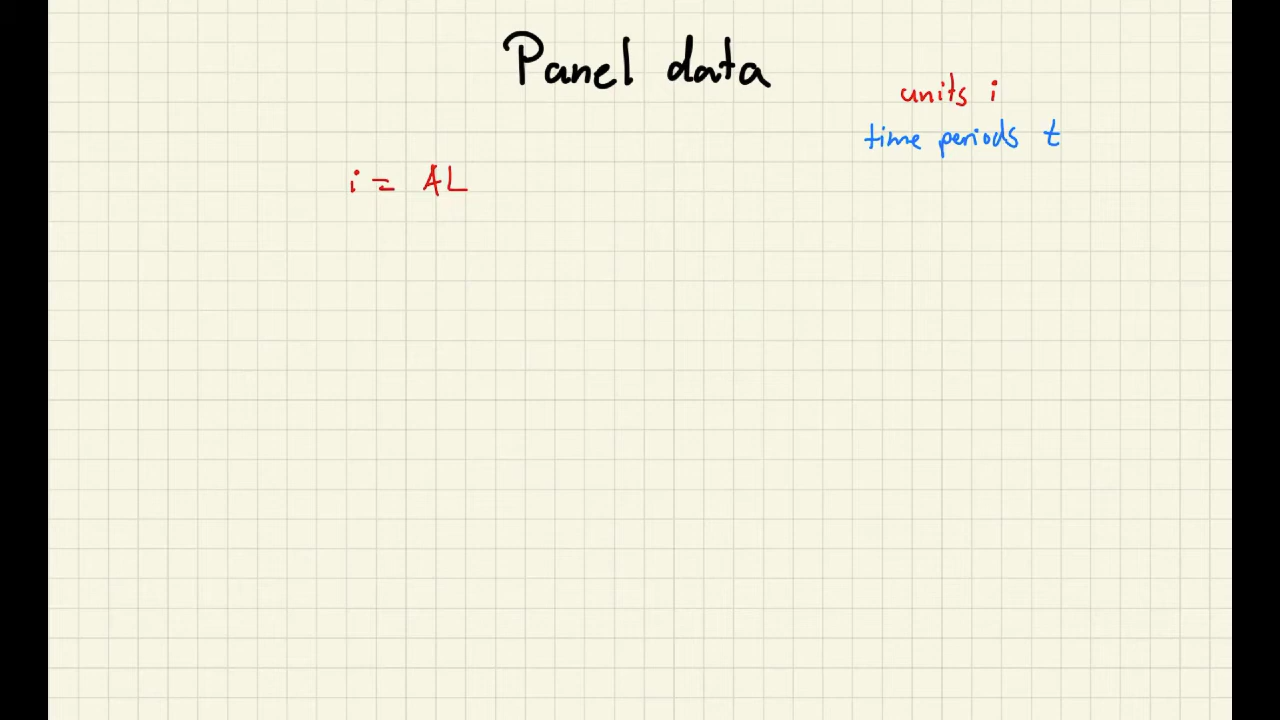 Panel data
units i
time periods t
i = AL